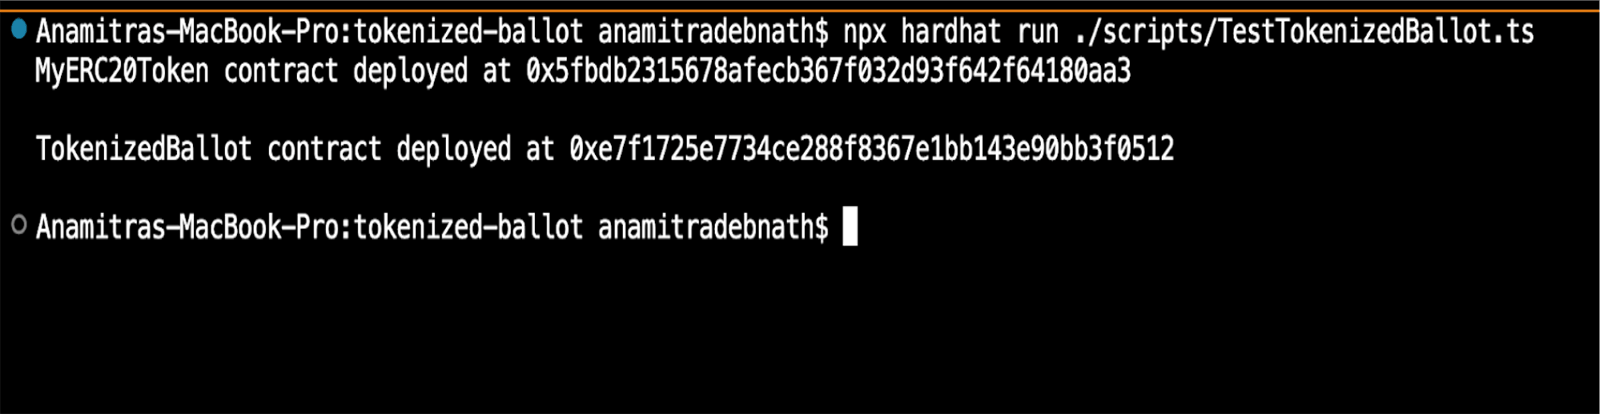 Anamitras-MacBook-Pro:tokenized-ballot anamitradebnath$ npx hardhat run ./scripts/TestTokenizedBallot.ts
MyERC20Token contract deployed at 0x5fbdb2315678afecb367f032d93f642f64180aa3
TokenizedBallot contract deployed at 0xe7f1725e7734ce288f8367e1bb143e90bb3f0512
Anamitras-MacBook-Pro:tokenized-ballot anamitradebnath$